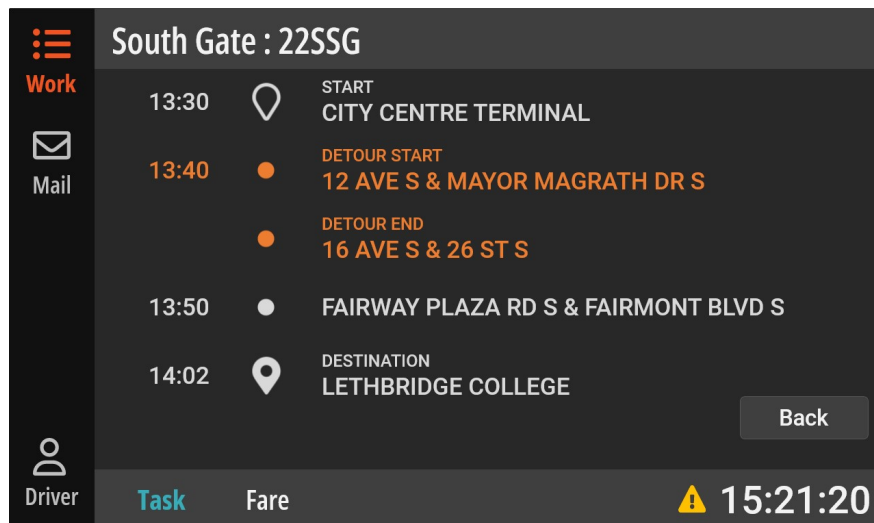 South Gate : 22SSG
Work
Mail
13:30
START
CITY CENTRE TERMINAL
13:40
DETOUR START
12 AVE S & MAYOR MAGRATH DR S
DETOUR END
16 AVE S & 26 ST S
13:50
FAIRWAY PLAZA RD S & FAIRMONT BLVD S
14:02
DESTINATION
LETHBRIDGE COLLEGE
Back
Driver
Task
Fare
15:21:20